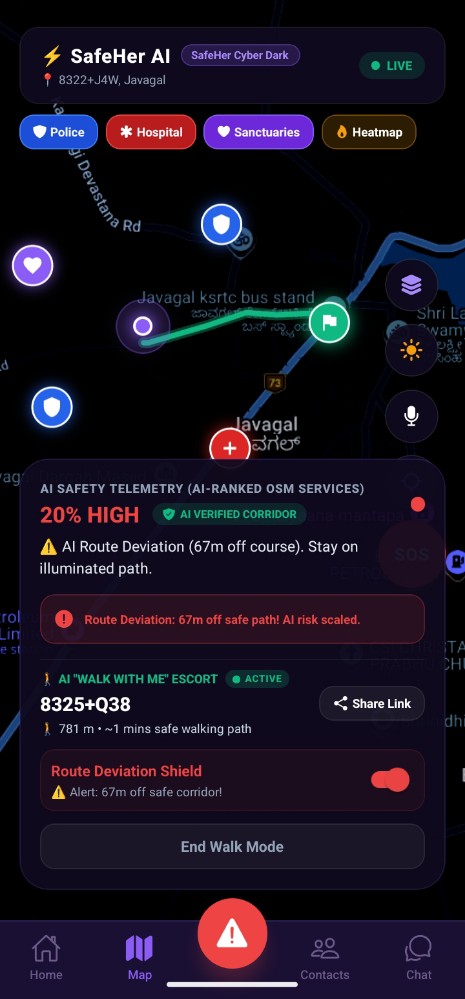 ⚡ SafeHer AI
SafeHer Cyber Dark
📍 8322+J4W, Javagal
LIVE
Police
Hospital
Sanctuaries
Heatmap
Devastana Rd
Javagal ksrtc bus stand
ಜಾವಗಲ್
ಬಸ್
Shri
73
Javagal
AI SAFETY TELEMETRY (AI-RANKED OSM SERVICES)
20% HIGH
AI VERIFIED CORRIDOR
⚠️ AI Route Deviation (67m off course). Stay on
illuminated path.
SOS
Route Deviation: 67m off safe path! AI risk scaled.
🚶 AI "WALK WITH ME" ESCORT
ACTIVE
8325+Q38
Share Link
🚶 781 m • ~1 mins safe walking path
Route Deviation Shield
⚠️ Alert: 67m off safe corridor!
End Walk Mode
Home
Map
Contacts
Chat